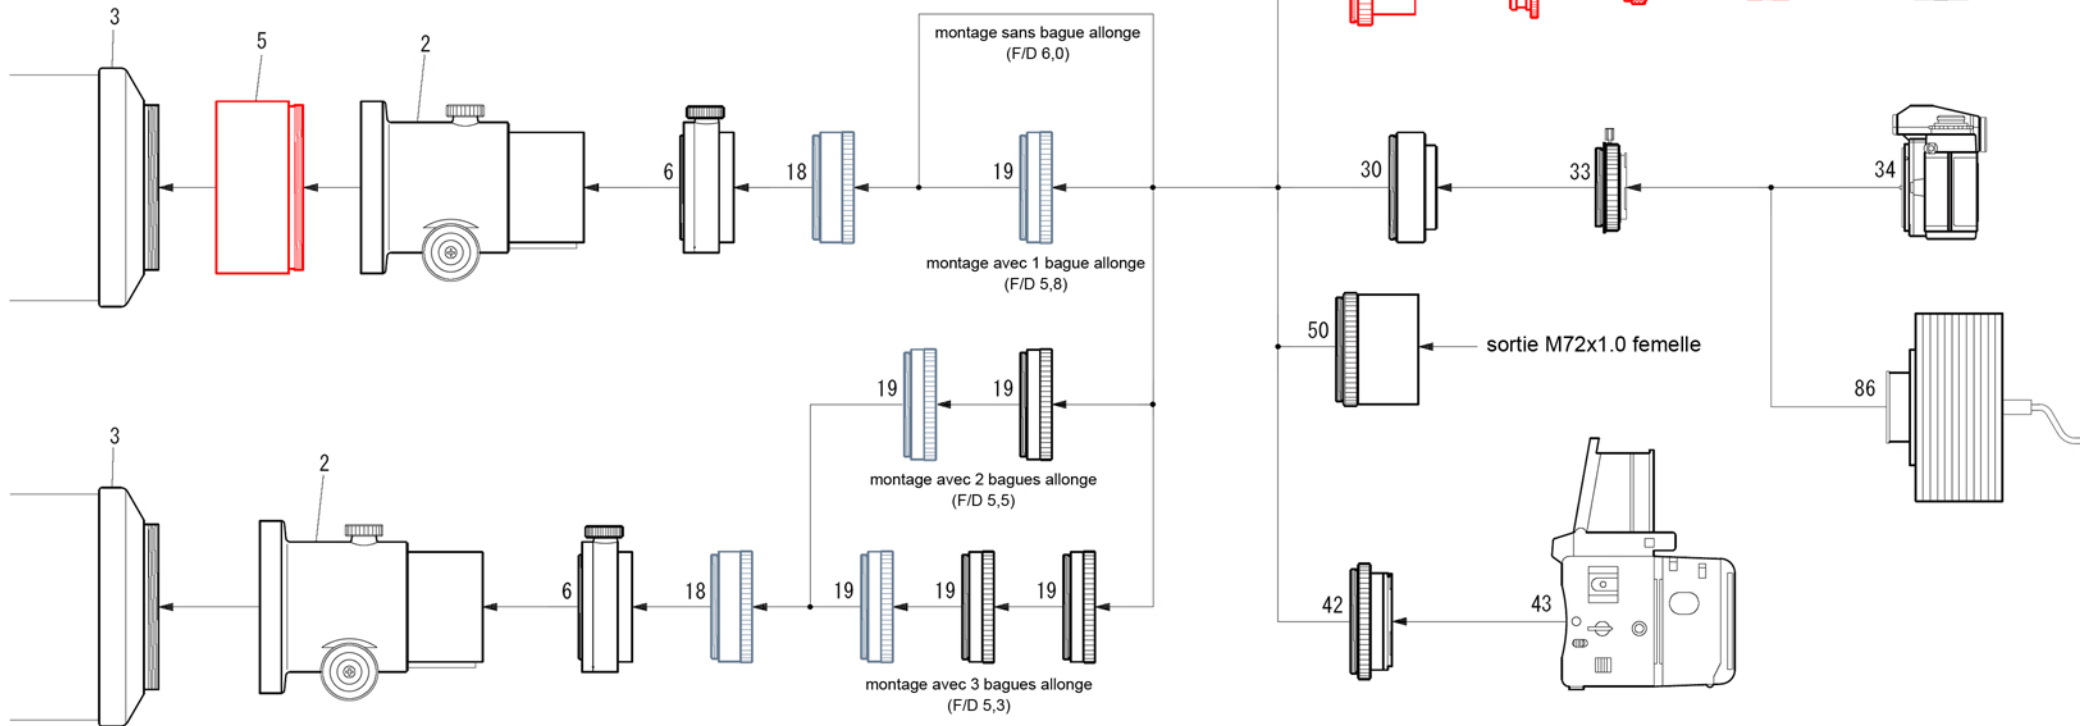 3
5
2
montage sans bague allonge
(F/D 6,0)
6
18
19
30
33
34
montage avec 1 bague allonge
(F/D 5,8)
50
sortie M72x1.0 femelle
19
19
86
montage avec 2 bagues allonge
(F/D 5,5)
3
2
6
18
19
19
19
42
43
montage avec 3 bagues allonge
(F/D 5,3)